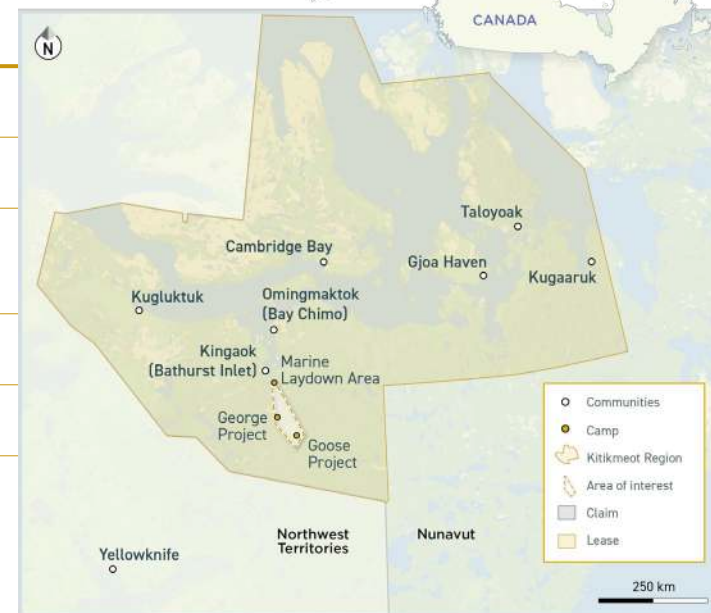 CANADA
N
Taloyoak
Cambridge Bay
Gjoa Haven
Kugaaruk
Kugluktuk
Omingmaktok
(Bay Chimo)
Kingaok
(Bathurst Inlet)
Marine
Laydown Area
George
Project
Goose
Project
Communities
Camp
Kitikmeot Region
Area of interest
Claim
Lease
Northwest
Territories
Nunavut
Yellowknife
250 km